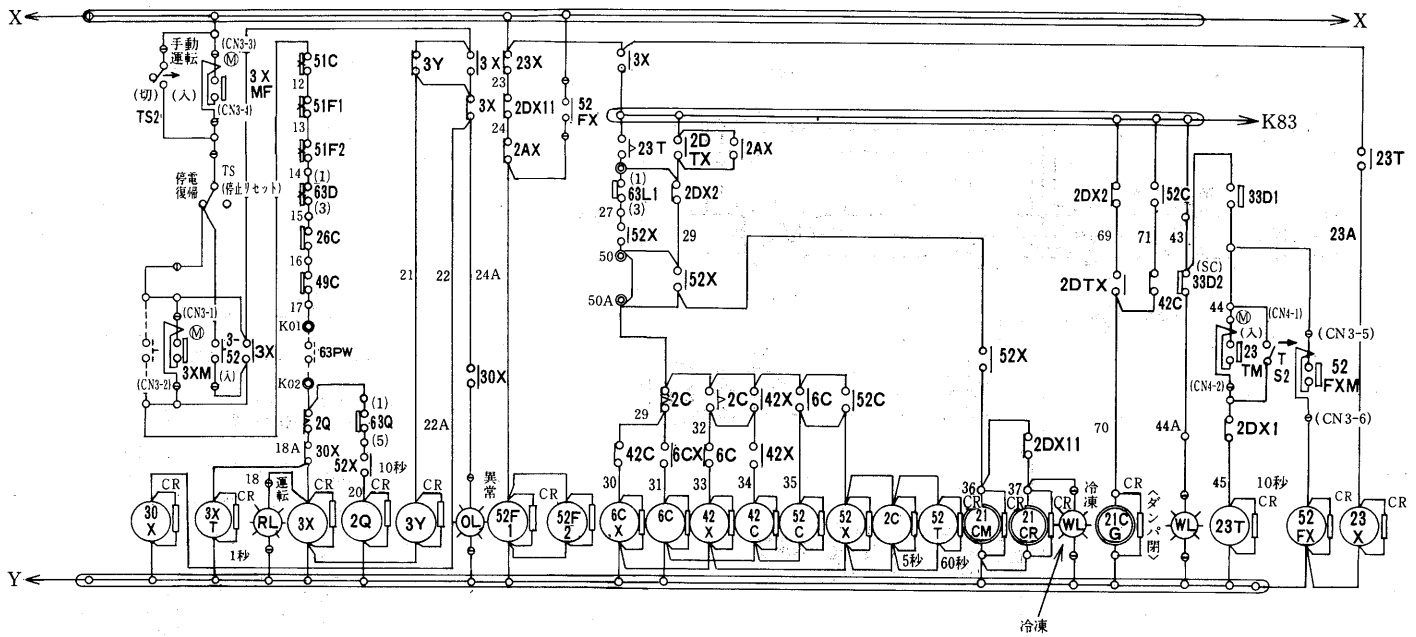 X
X
手動
運転
(CN3-3)
M
(切)
(入)
TS2
(CN3-4)
3X
MF
51C
12
51F1
13
51F2
14
(1)
63D
(3)
15
26C
16
49C
17
K01
63PW
K02
停電
復帰
TS
(停止リセット)
(CN3-1)
M
3XM
(CN3-2)
T
3-
52
(入)
3X
2Q
18A
30X
(1)
63Q
(5)
52X
10秒
20
18
運転
3Y
3X
3X
21
22
22A
24A
30X
異常
23X
23
2DX11
24
2AX
52
FX
3X
K83
23T
2D
TX
2AX
(1)
63L1
27
(3)
2DX2
52X
29
50
52X
50A
29
2C
2C
42X
6C
52C
32
42C
6CX
6C
42X
30
31
33
34
35
52X
36
37
2DX11
冷凍
2DX2
52C
69
71
43
2DTX
42C
(SC)
33D2
33D1
70
44A
44
M
(入)
23
TM
(CN4-1)
(CN4-2)
T
S2
(CN3-5)
52
FXM
(CN3-6)
2DX1
45
10秒
23T
23A
30
X
CR
3X
T
CR
1秒
RL
3X
CR
2Q
CR
3Y
CR
OL
52F
1
CR
52F
2
6C
X
6C
42
X
42
C
52
C
52
X
2C
5秒
52
T
60秒
CR
21
CM
CR
21
CR
CR
WL
冷凍
21C
G
CR
〈ダンパ閉〉
WL
23T
CR
52
FX
CR
23
X
CR
Y